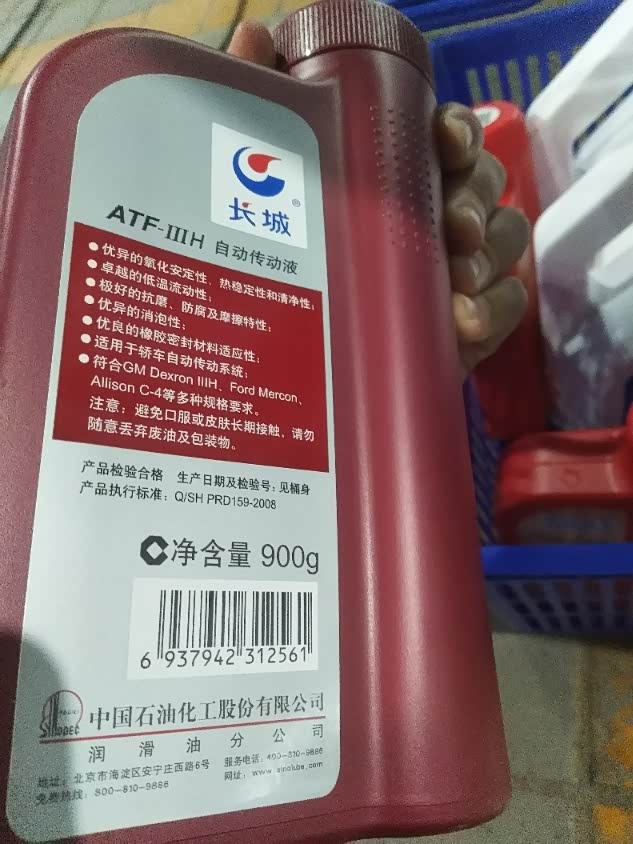 长城
®
ATF-IIIH 自动传动液
●优异的氧化安定性、热稳定性和清净性;
●卓越的低温流动性;
●极好的抗磨、防腐及摩擦特性;
●优异的消泡性;
●优良的橡胶密封材料适应性;
●适用于轿车自动传动系统;
●符合GM Dexron IIIH、Ford Mercon、
Allison C-4等多种规格要求。
注意:避免口服或皮肤长期接触,请勿
随意丢弃废油及包装物。
产品检验合格 生产日期及检验号:见桶身
产品执行标准:Q/SH PRD159-2008
净含量 900g
6 937942 312561
SINOPEC 中国石油化工股份有限公司
润滑油分公司
地址:北京市海淀区安宁庄西路6号 服务电话:400-810-9886
免费热线:800-810-9886 网址:www.sinolube.com